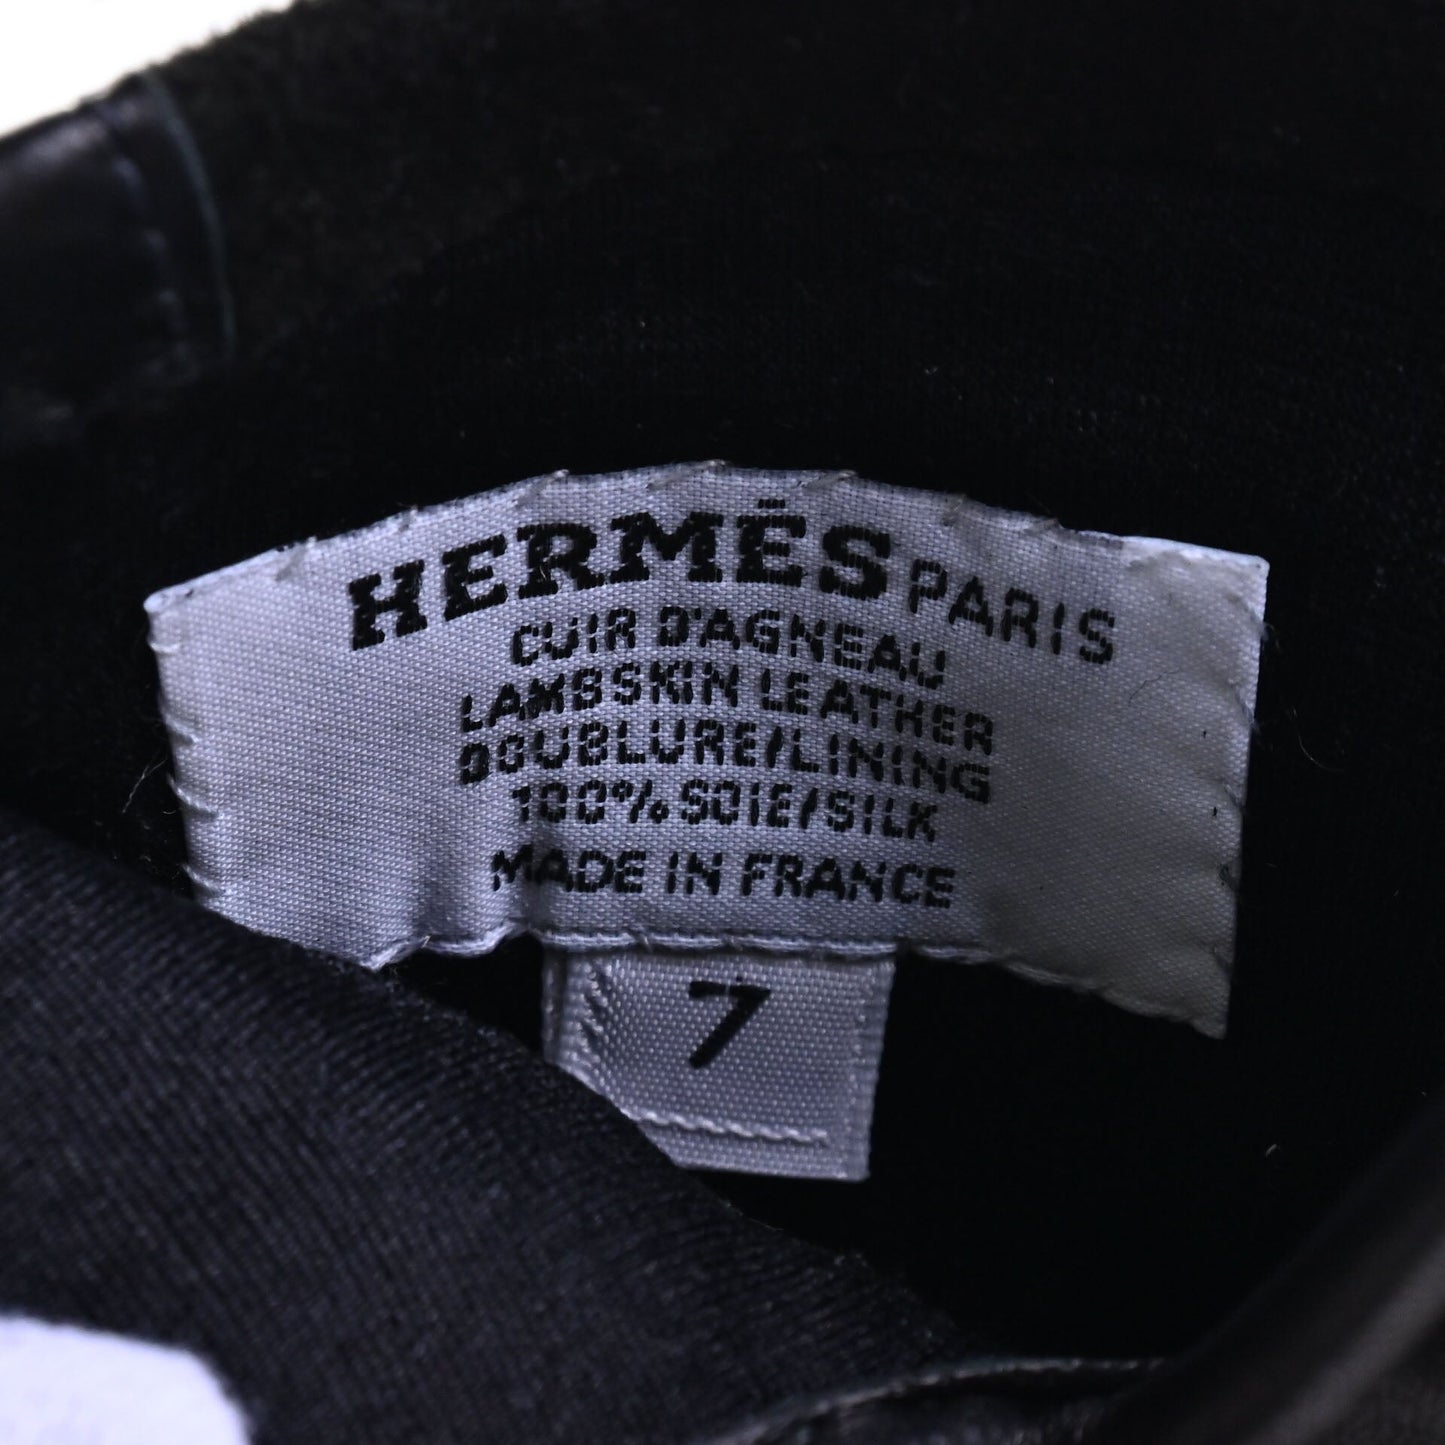 HERMÈS PARIS
CUIR D'AGNEAU
LAMBSKIN LEATHER
DOUBLURE/LINING
100% SOIE/SILK
MADE IN FRANCE
7